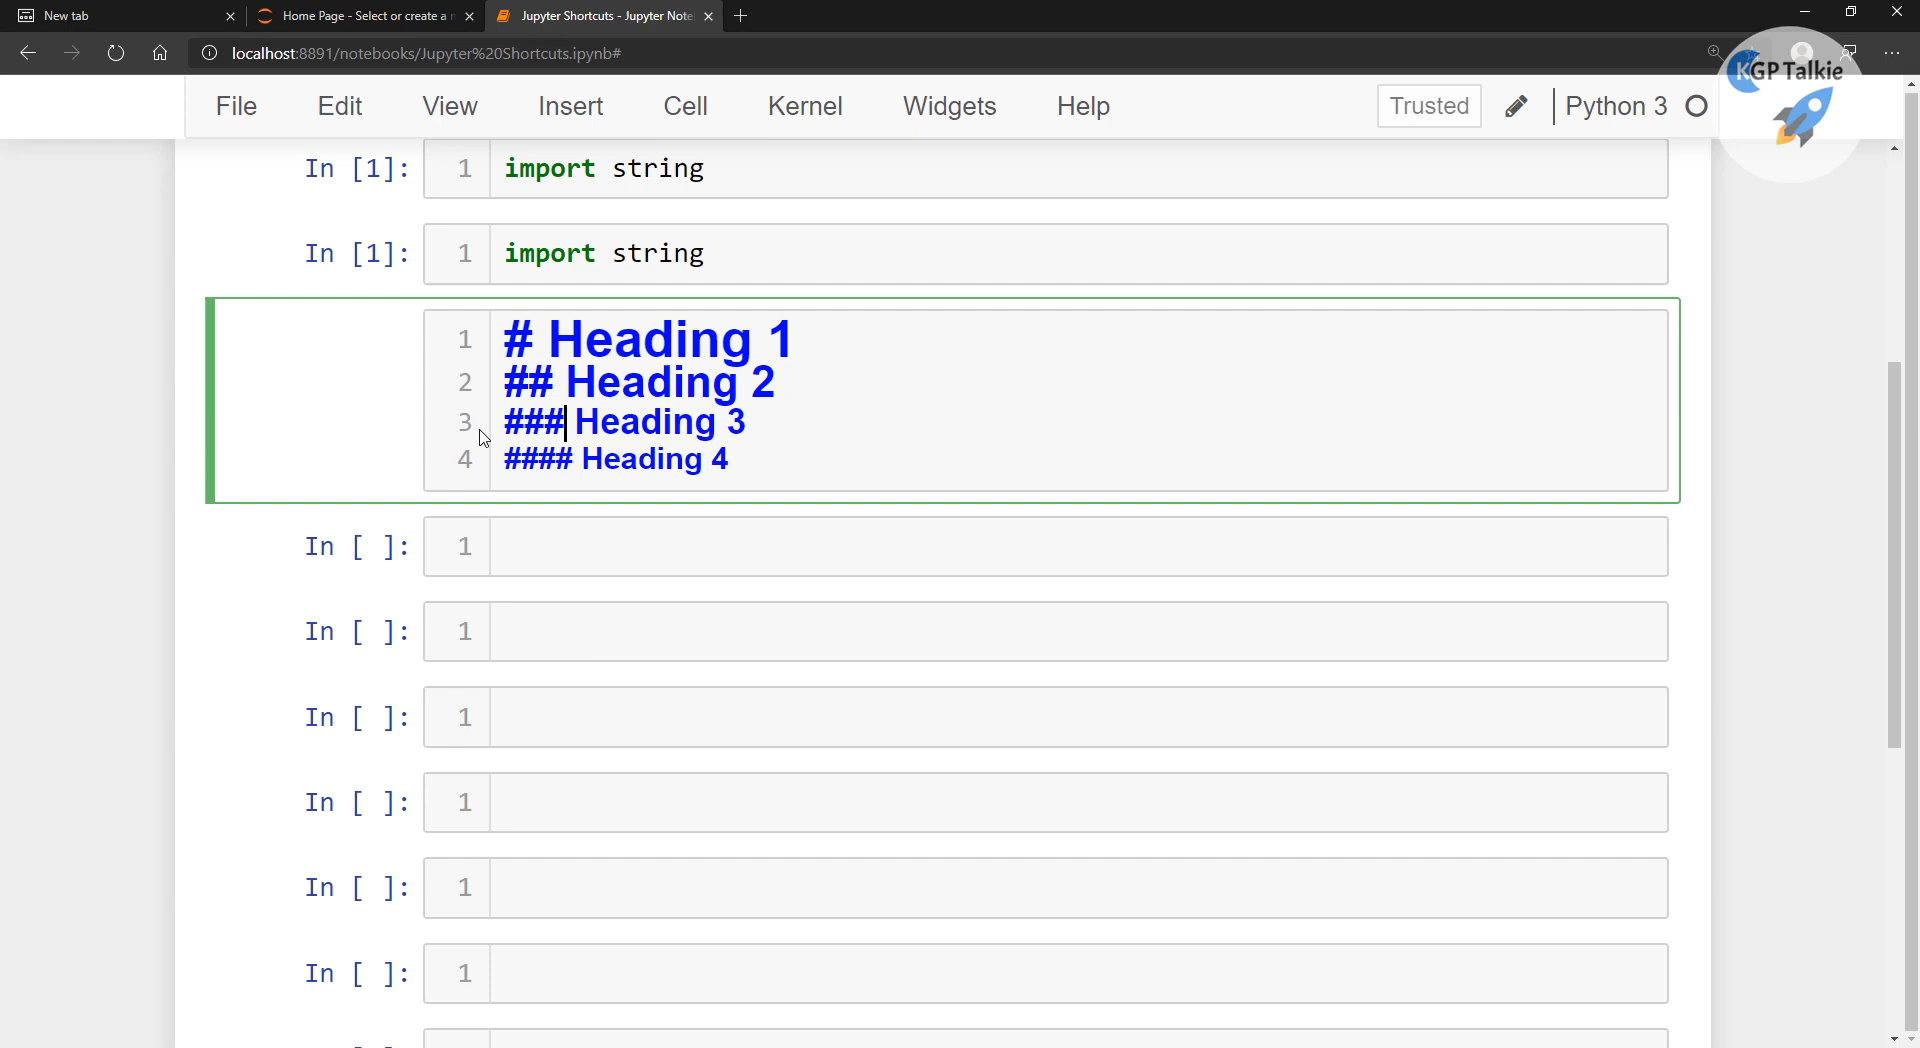 New tab
Home Page - Select or create a n
Jupyter Shortcuts - Jupyter Note
localhost:8891/notebooks/Jupyter%20Shortcuts.ipynb#
KGPTalkie
File Edit View Insert Cell Kernel Widgets Help Trusted Python 3
In [1]: 1 import string
In [1]: 1 import string
1 # Heading 1
2 ## Heading 2
3 ### Heading 3
4 #### Heading 4
In [ ]: 1
In [ ]: 1
In [ ]: 1
In [ ]: 1
In [ ]: 1
In [ ]: 1